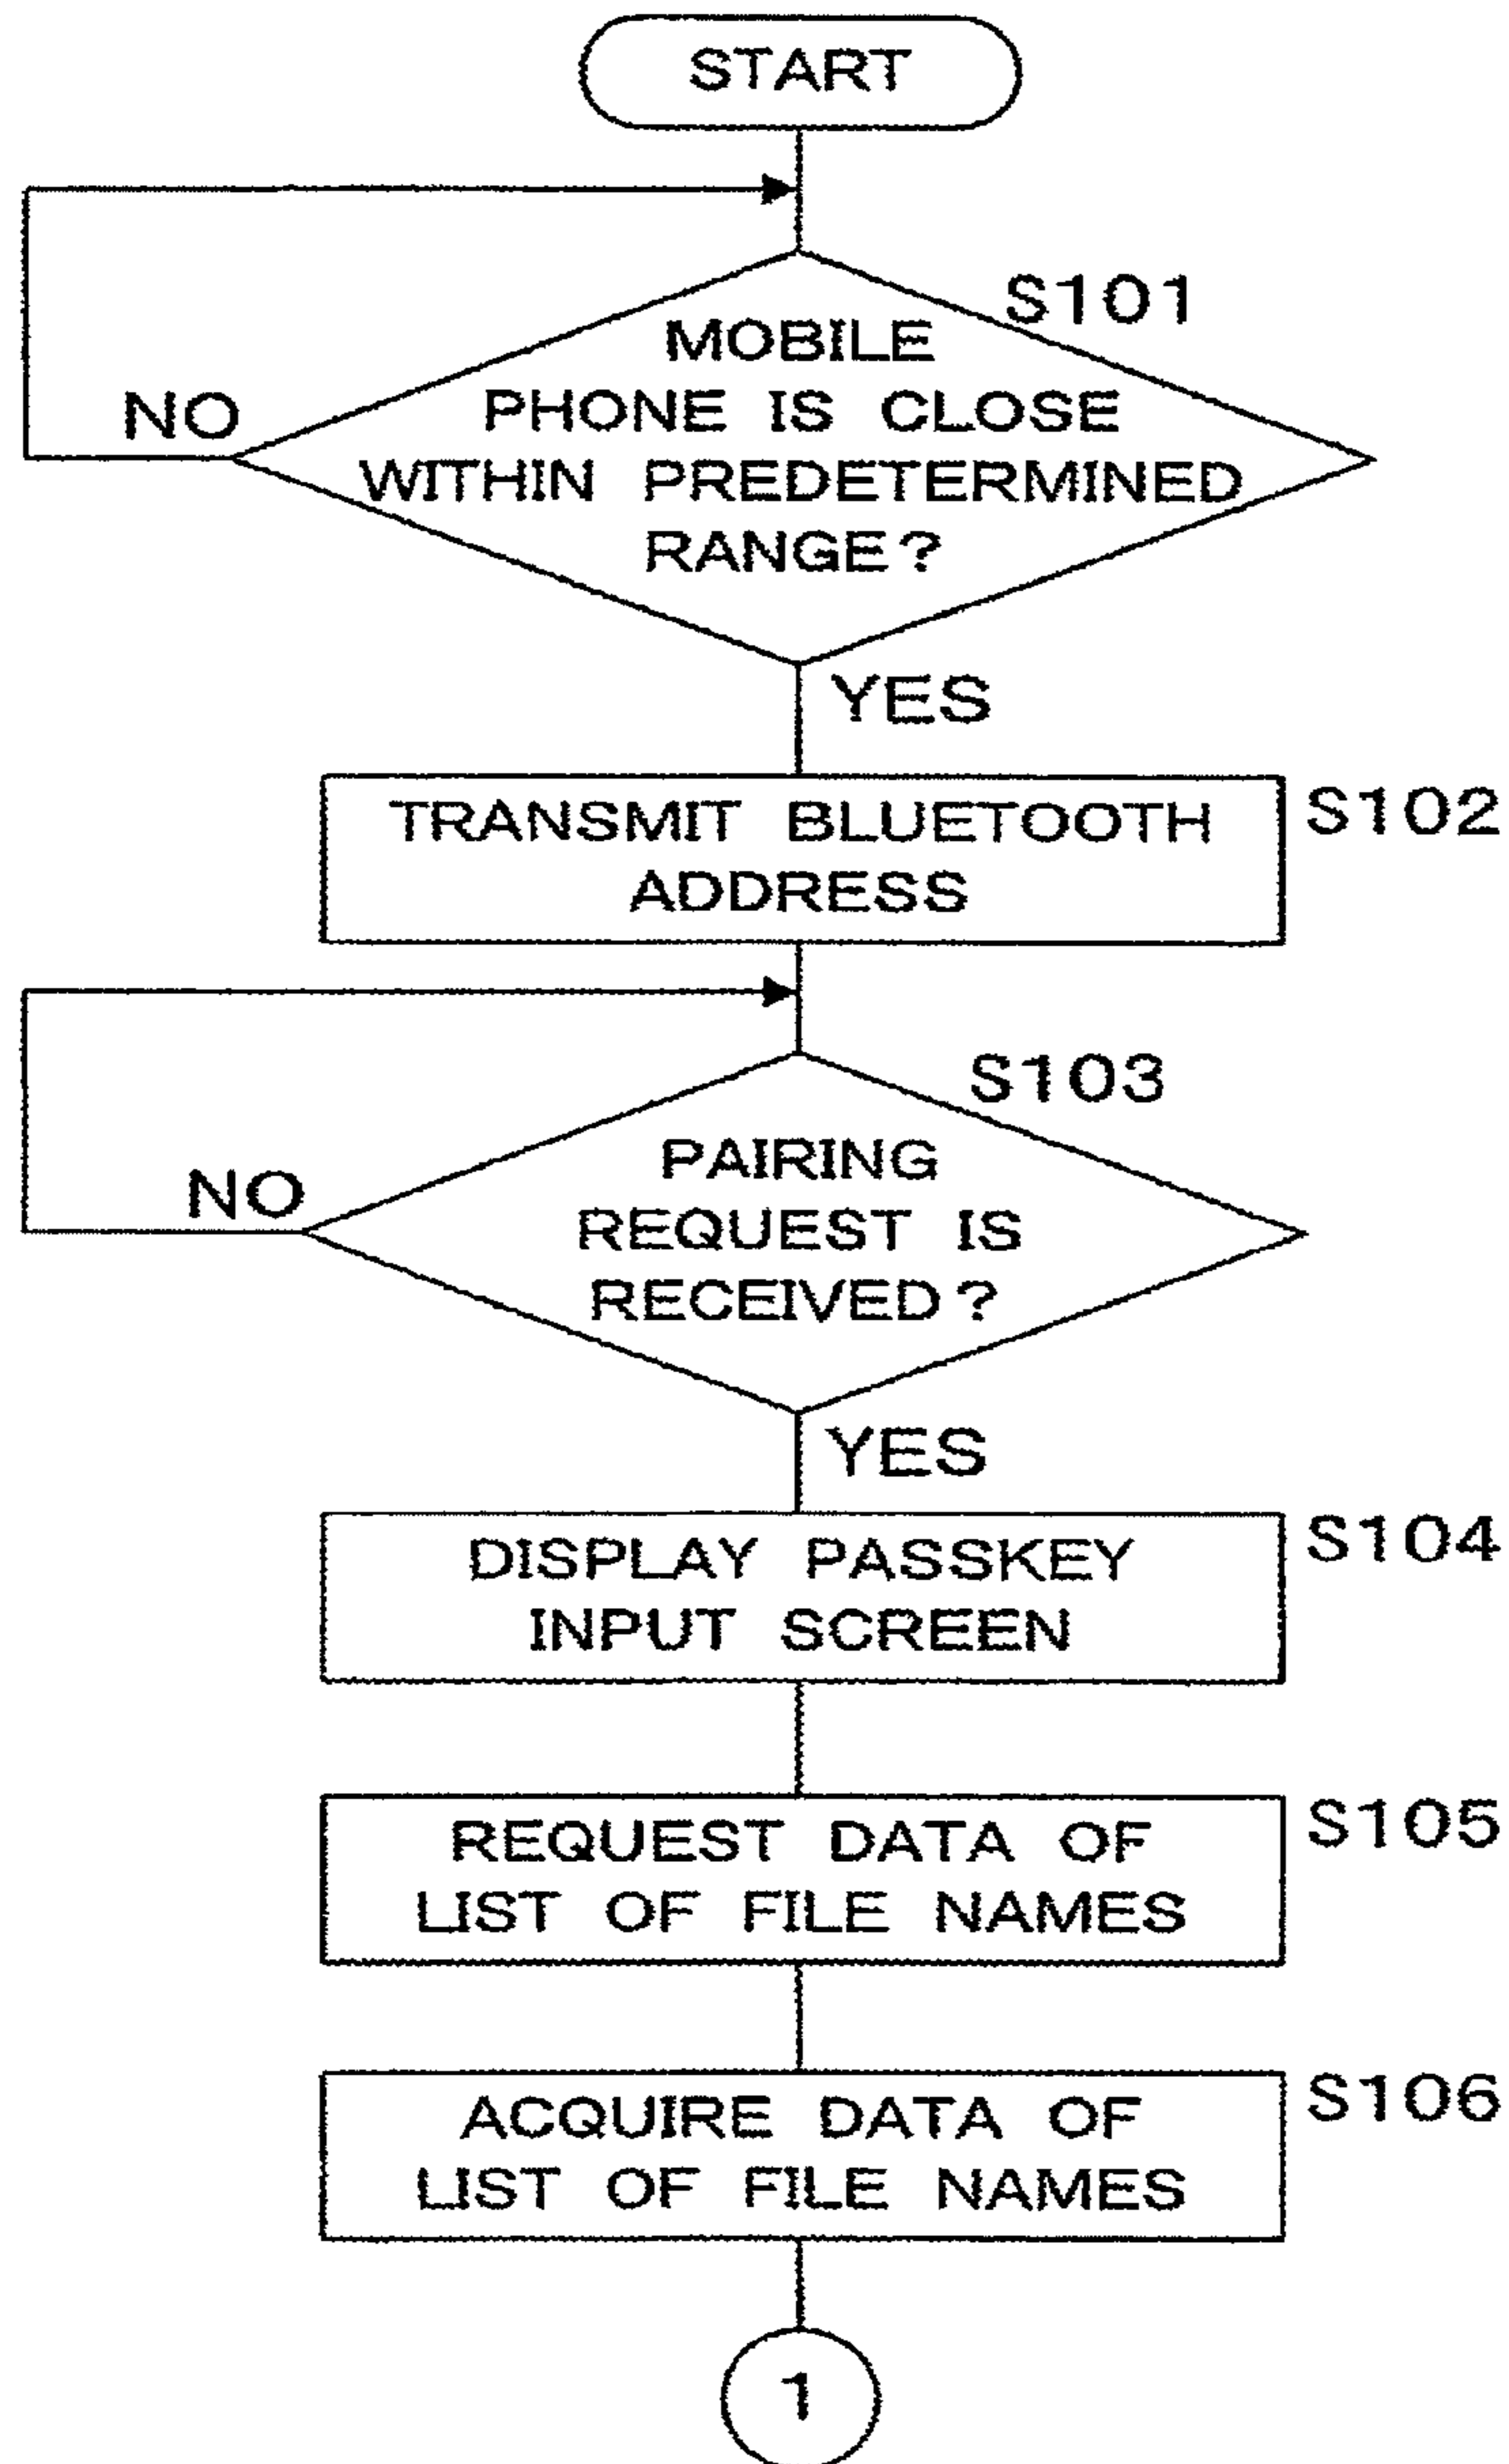 START
S101
MOBILE
PHONE IS CLOSE
WITHIN PREDETERMINED
RANGE?
NO
YES
TRANSMIT BLUETOOTH
ADDRESS
S102
S103
PAIRING
REQUEST IS
RECEIVED?
NO
YES
DISPLAY PASSKEY
INPUT SCREEN
S104
REQUEST DATA OF
LIST OF FILE NAMES
S105
ACQUIRE DATA OF
LIST OF FILE NAMES
S106
1